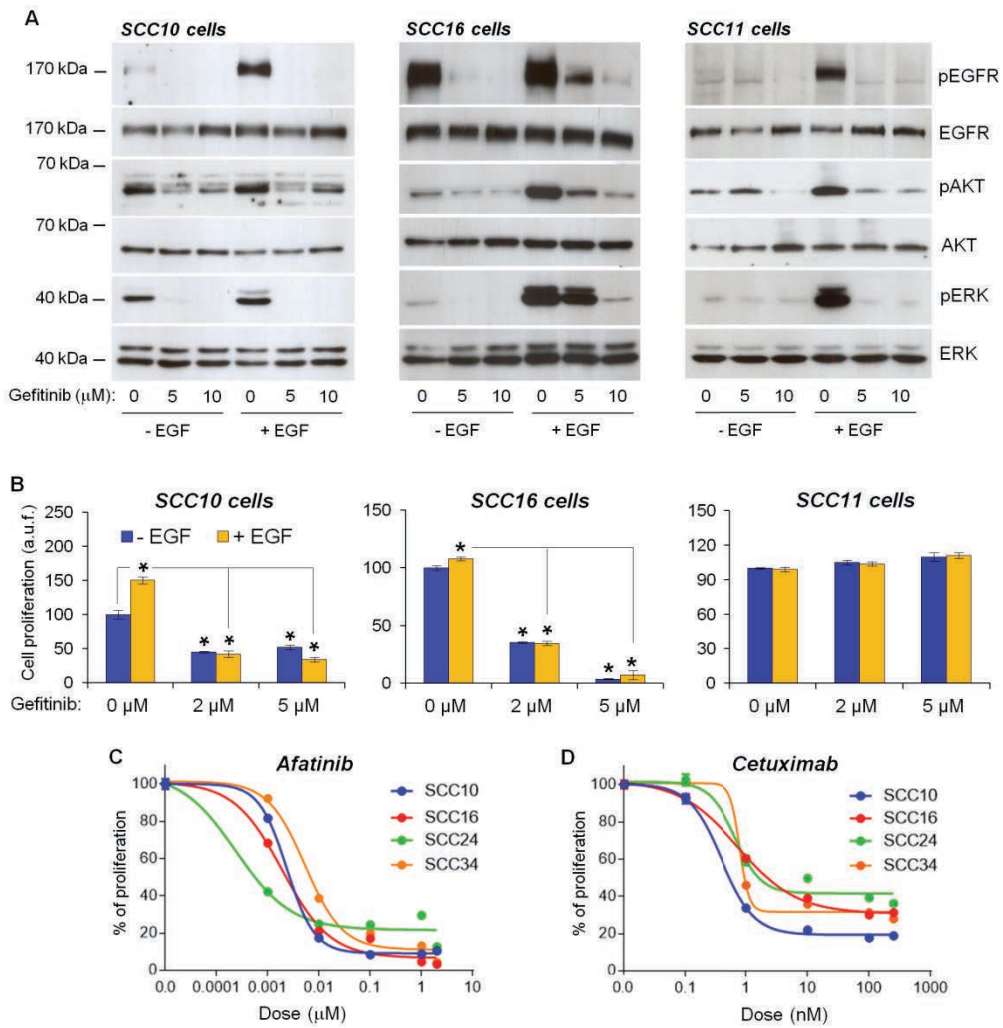 A
SCC10 cells
SCC16 cells
SCC11 cells
170 kDa
pEGFR
170 kDa
EGFR
70 kDa
pAKT
70 kDa
AKT
40 kDa
pERK
40 kDa
ERK
Gefitinib (µM): 0 5 10 0 5 10 0 5 10 0 5 10 0 5 10 0 5 10
- EGF + EGF - EGF + EGF - EGF + EGF
B
SCC10 cells
SCC16 cells
SCC11 cells
Cell proliferation (a.u.f.)
250
200
150
100
50
0
- EGF + EGF
* * * * *
100
50
0
* * * * *
150
120
90
60
30
0
Gefitinib: 0 µM 2 µM 5 µM 0 µM 2 µM 5 µM 0 µM 2 µM 5 µM
C
Afatinib
% of proliferation
100
80
60
40
20
0
SCC10
SCC16
SCC24
SCC34
0.0 0.0001 0.001 0.01 0.1 1 10
Dose (µM)
D
Cetuximab
% of proliferation
100
80
60
40
20
0
SCC10
SCC16
SCC24
SCC34
0.0 0.1 1 10 100 1000
Dose (nM)